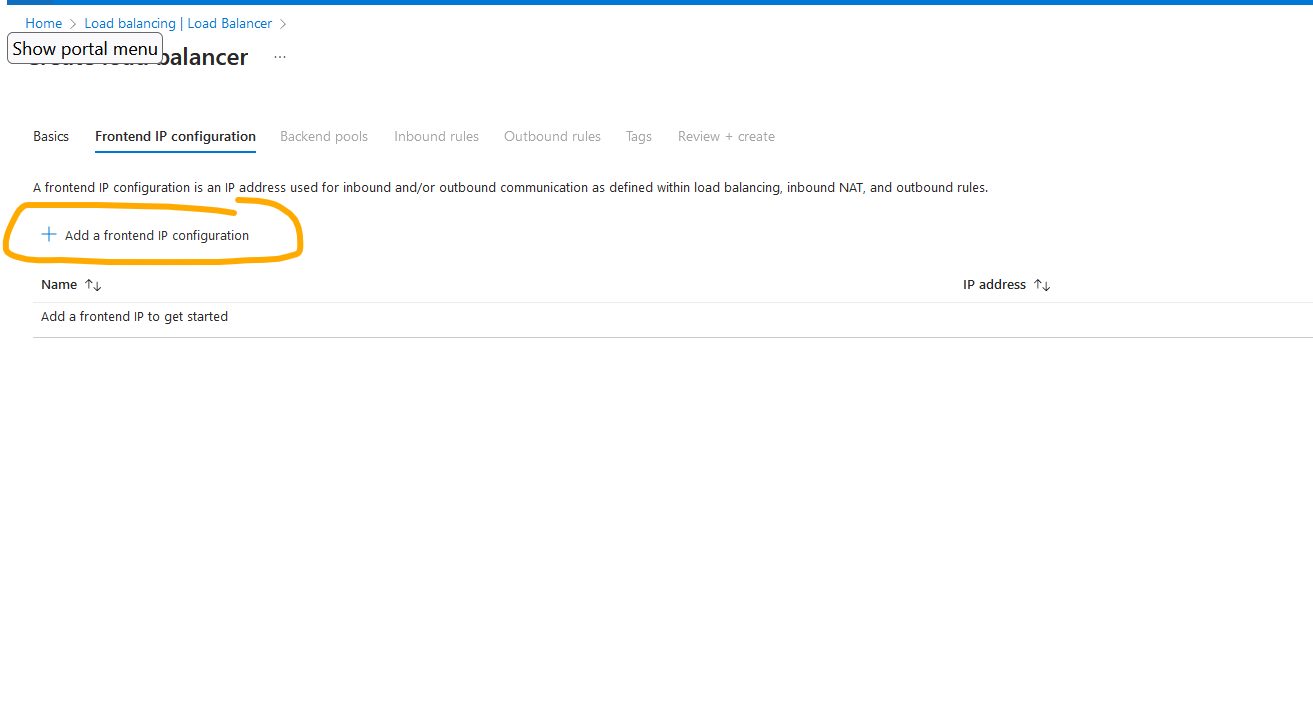 Home > Load balancing | Load Balancer >
Show portal menu
balancer ...
Basics Frontend IP configuration Backend pools Inbound rules Outbound rules Tags Review + create
A frontend IP configuration is an IP address used for inbound and/or outbound communication as defined within load balancing, inbound NAT, and outbound rules.
+ Add a frontend IP configuration
Name ↑↓ IP address ↑↓
Add a frontend IP to get started